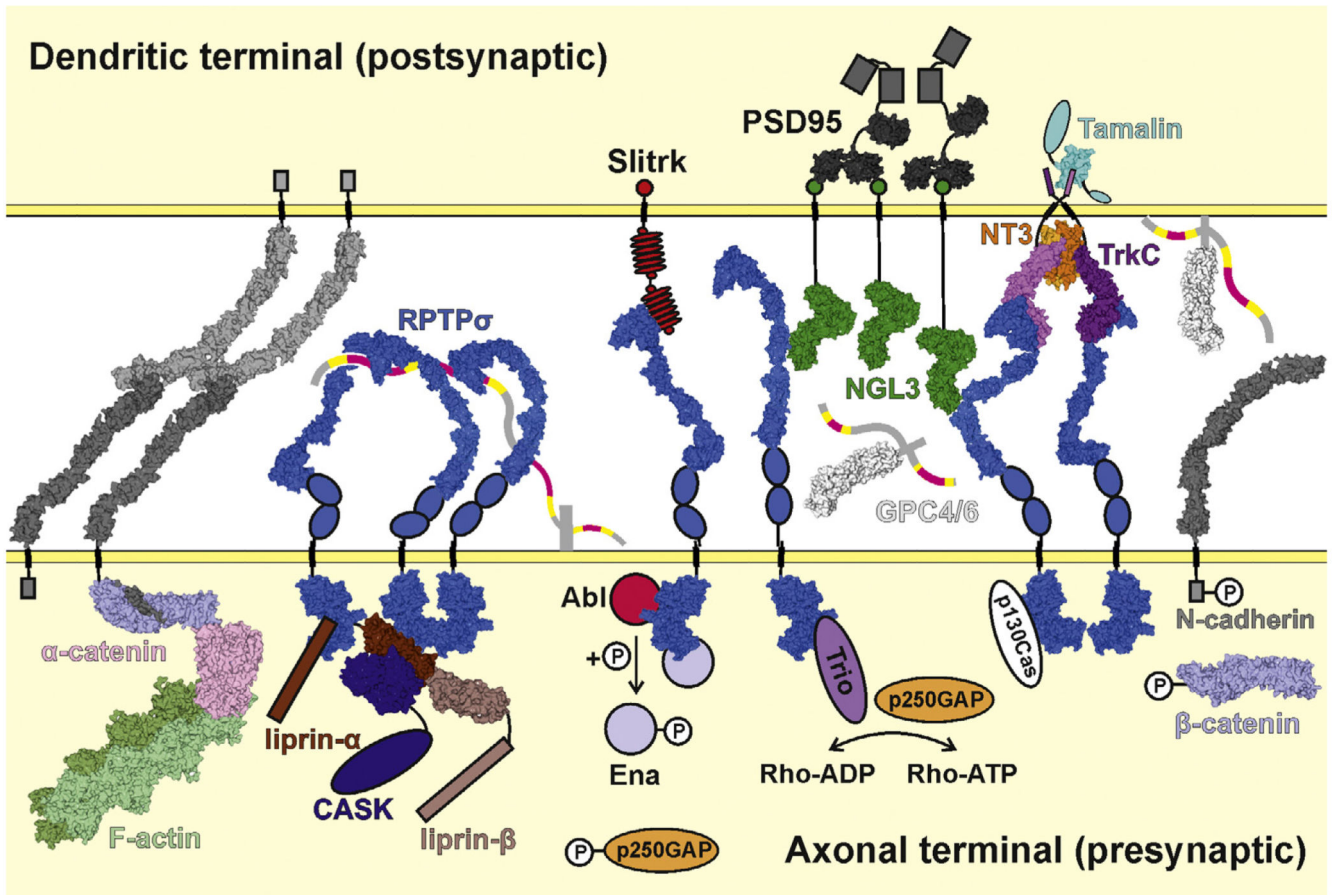 Dendritic terminal (postsynaptic)
PSD95
Tamalin
Slitrk
NT3
TrkC
RPTPσ
NGL3
GPC4/6
Abl
α-catenin
+P
P
Ena
liprin-α
CASK
liprin-β
F-actin
Trio
p250GAP
Rho-ADP
Rho-ATP
p130Cas
P
N-cadherin
P
β-catenin
P
p250GAP
Axonal terminal (presynaptic)